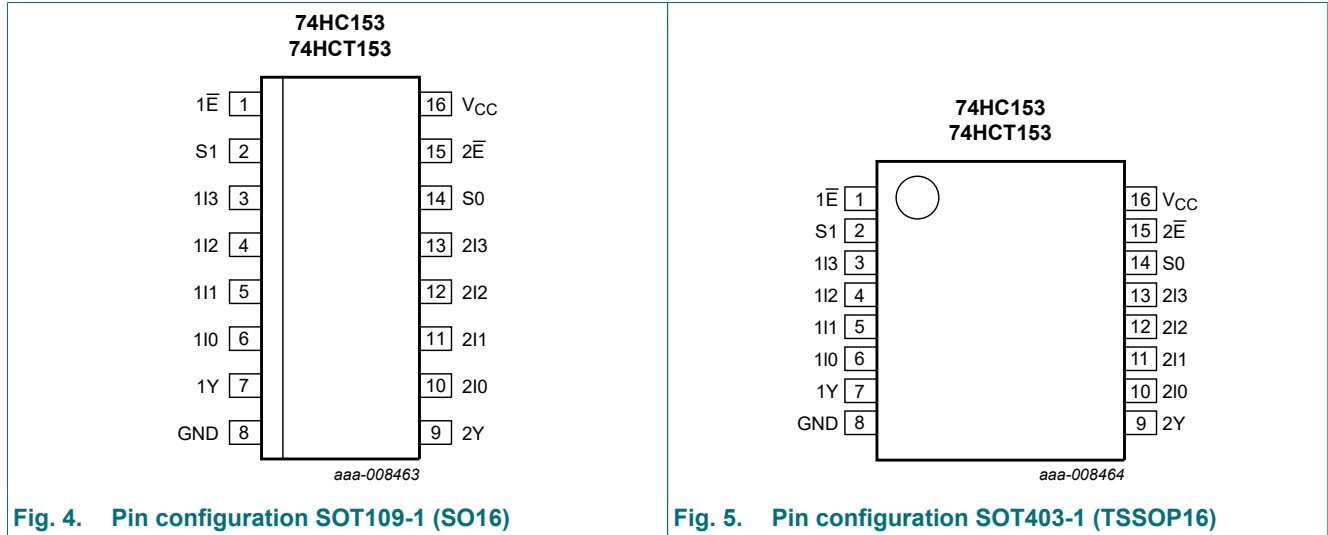 74HC153
74HCT153
1E̅ 1
16 VCC
S1 2
15 2E̅
1I3 3
14 S0
1I2 4
13 2I3
1I1 5
12 2I2
1I0 6
11 2I1
1Y 7
10 2I0
GND 8
9 2Y
aaa-008463
Fig. 4. Pin configuration SOT109-1 (SO16)
74HC153
74HCT153
1E̅ 1
16 VCC
S1 2
15 2E̅
1I3 3
14 S0
1I2 4
13 2I3
1I1 5
12 2I2
1I0 6
11 2I1
1Y 7
10 2I0
GND 8
9 2Y
aaa-008464
Fig. 5. Pin configuration SOT403-1 (TSSOP16)